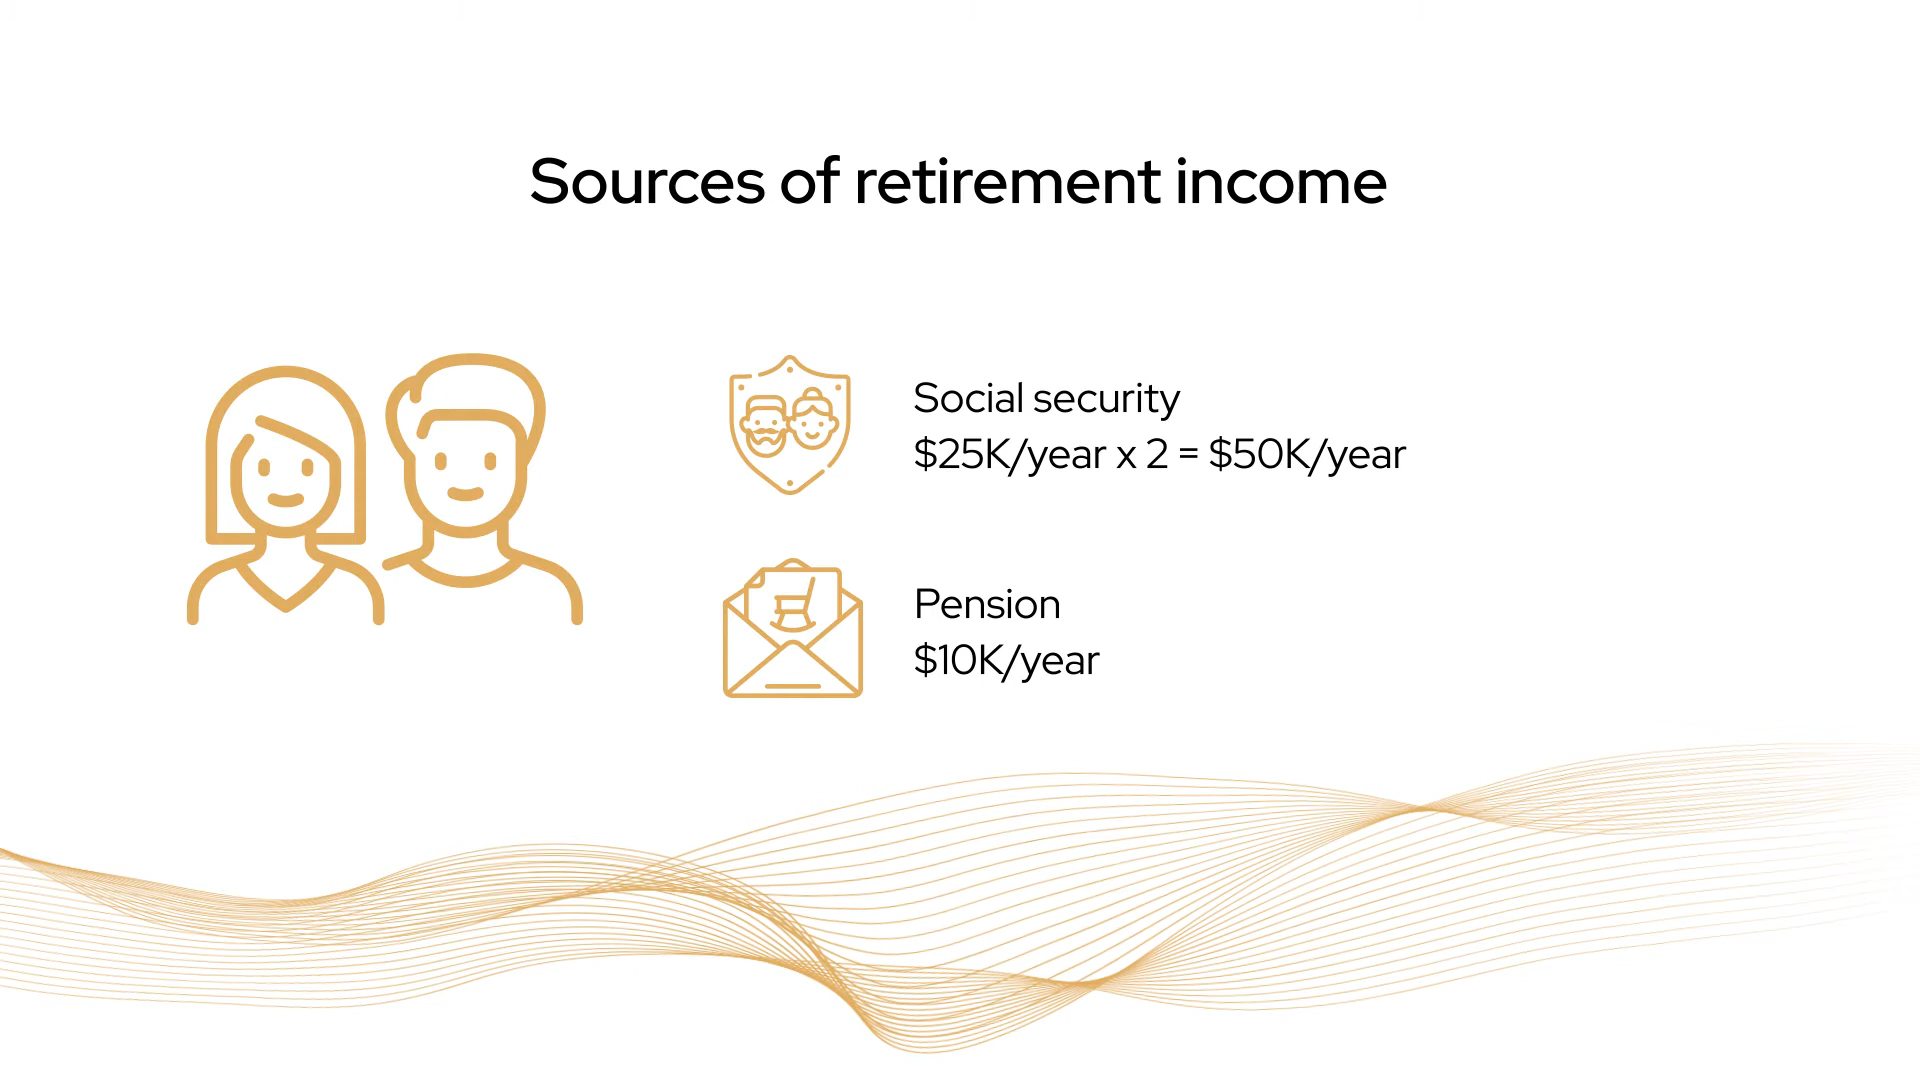 Sources of retirement income
Social security
$25K/year x 2 = $50K/year
Pension
$10K/year